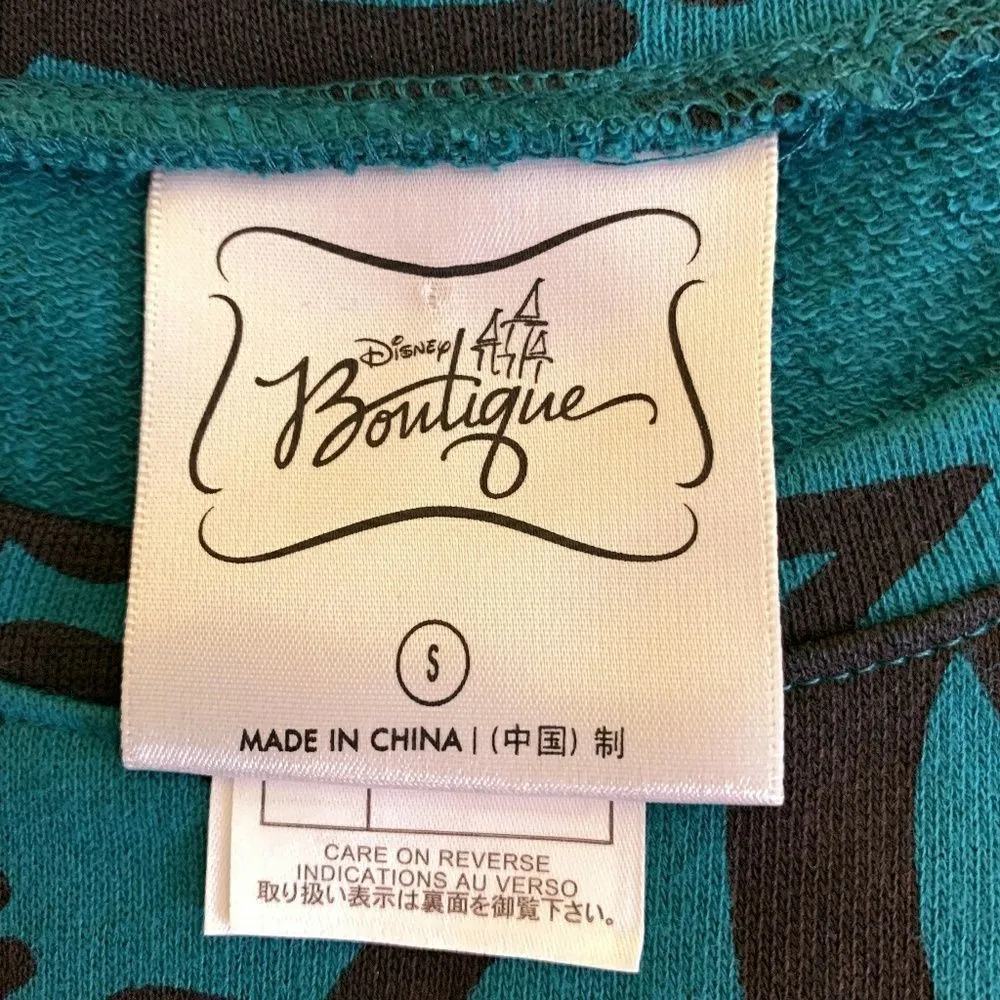 Disney
Boutique
S
MADE IN CHINA | (中国) 制
CARE ON REVERSE
INDICATIONS AU VERSO
取り扱い表示は裏面を御覧下さい。